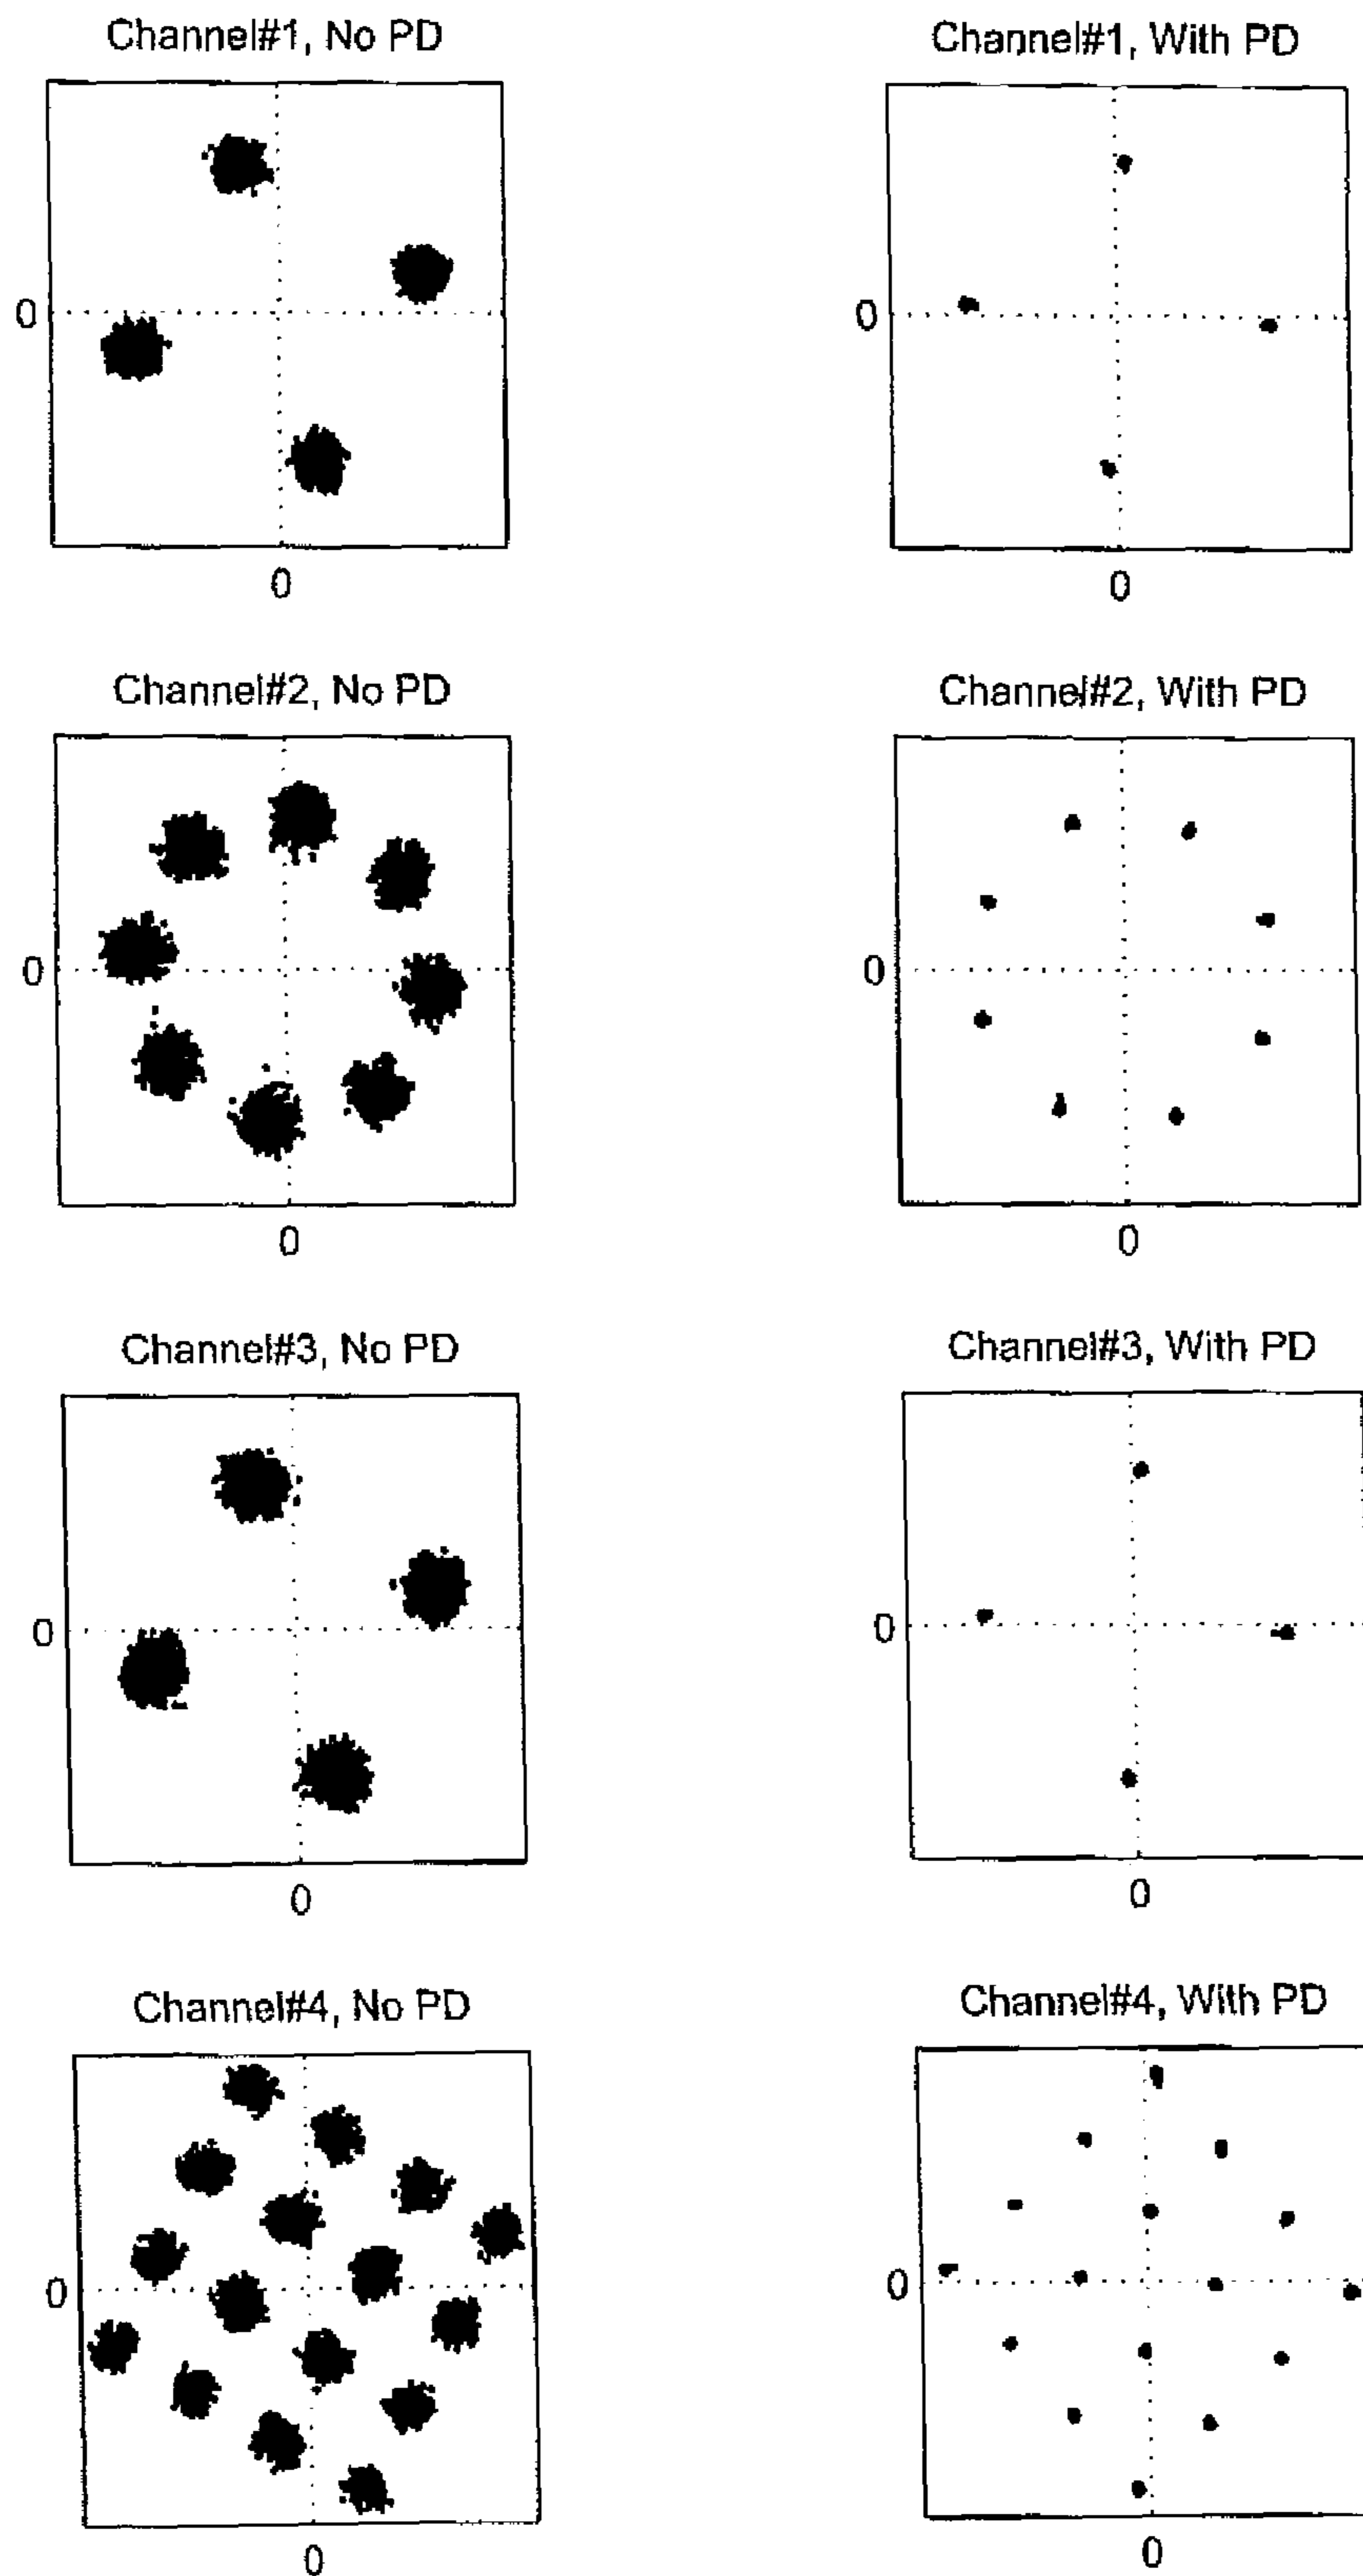 Channel#1, No PD
0
0
Channel#1, With PD
0
0
Channel#2, No PD
0
0
Channel#2, With PD
0
0
Channel#3, No PD
0
0
Channel#3, With PD
0
0
Channel#4, No PD
0
0
Channel#4, With PD
0
0